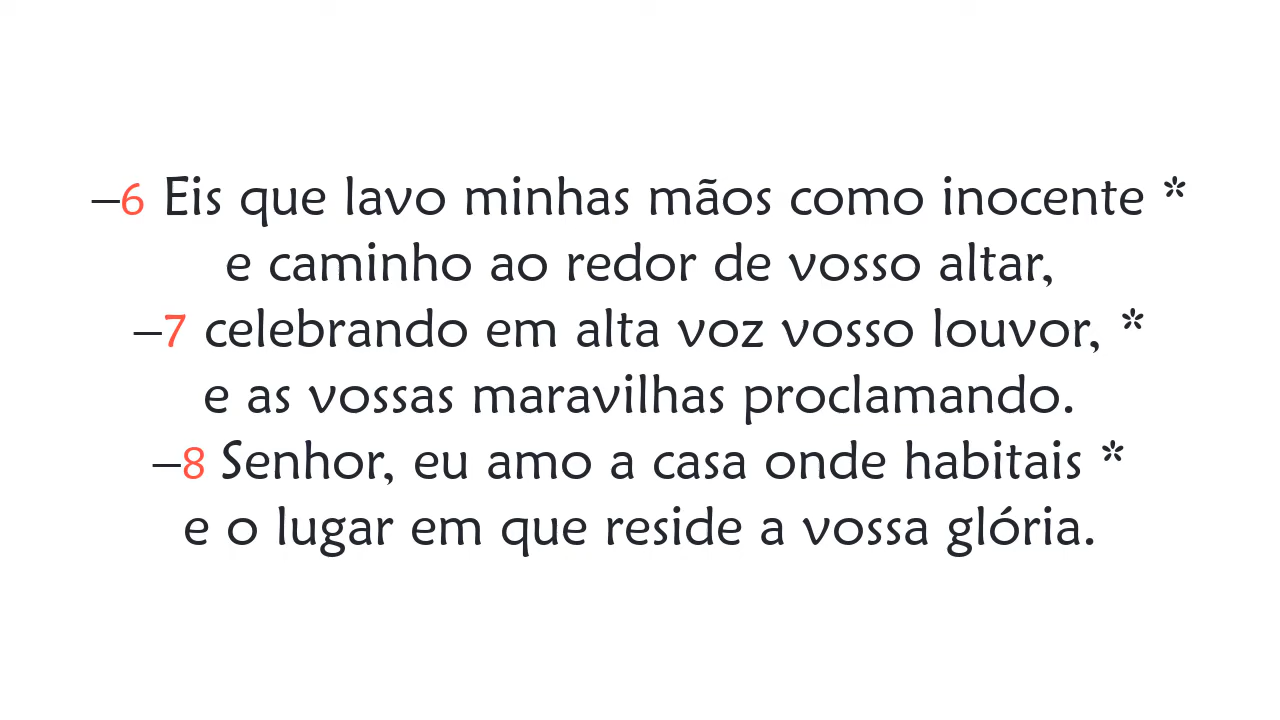 –6 Eis que lavo minhas mãos como inocente *
e caminho ao redor de vosso altar,
–7 celebrando em alta voz vosso louvor, *
e as vossas maravilhas proclamando.
–8 Senhor, eu amo a casa onde habitais *
e o lugar em que reside a vossa glória.